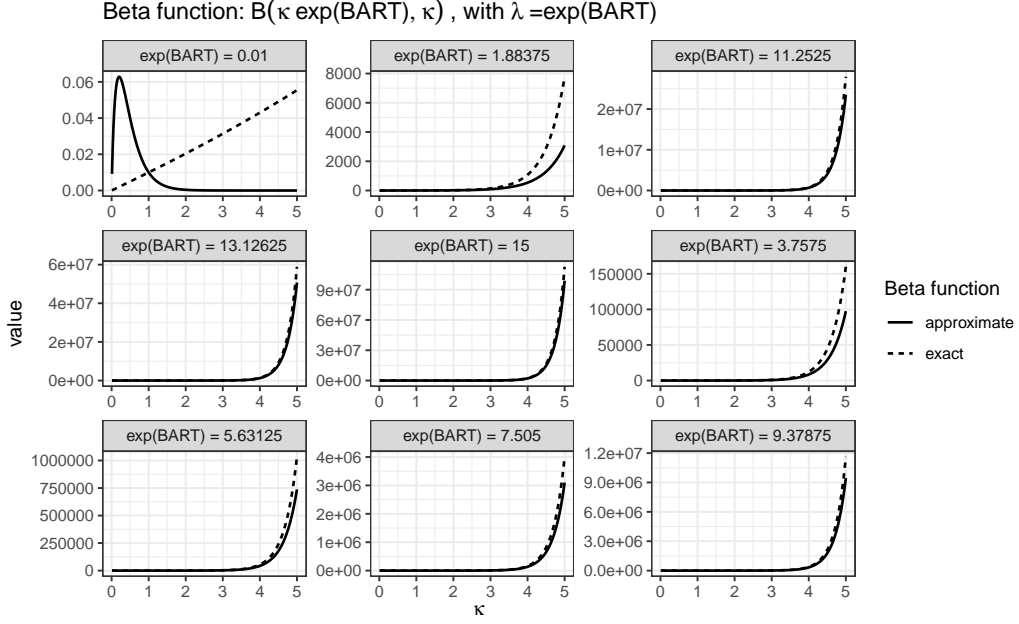 Beta function: B(κ exp(BART), κ) , with λ =exp(BART)
exp(BART) = 0.01
exp(BART) = 1.88375
exp(BART) = 11.2525
0.06
0.04
0.02
0.00
0 1 2 3 4 5
8000
6000
4000
2000
0
0 1 2 3 4 5
2e+07
1e+07
0e+00
0 1 2 3 4 5
exp(BART) = 13.12625
exp(BART) = 15
exp(BART) = 3.7575
6e+07
4e+07
2e+07
0e+00
0 1 2 3 4 5
9e+07
6e+07
3e+07
0e+00
0 1 2 3 4 5
150000
100000
50000
0
0 1 2 3 4 5
exp(BART) = 5.63125
exp(BART) = 7.505
exp(BART) = 9.37875
1000000
750000
500000
250000
0
0 1 2 3 4 5
4e+06
3e+06
2e+06
1e+06
0e+00
0 1 2 3 4 5
1.2e+07
9.0e+06
6.0e+06
3.0e+06
0.0e+00
0 1 2 3 4 5
value
κ
Beta function
approximate
exact